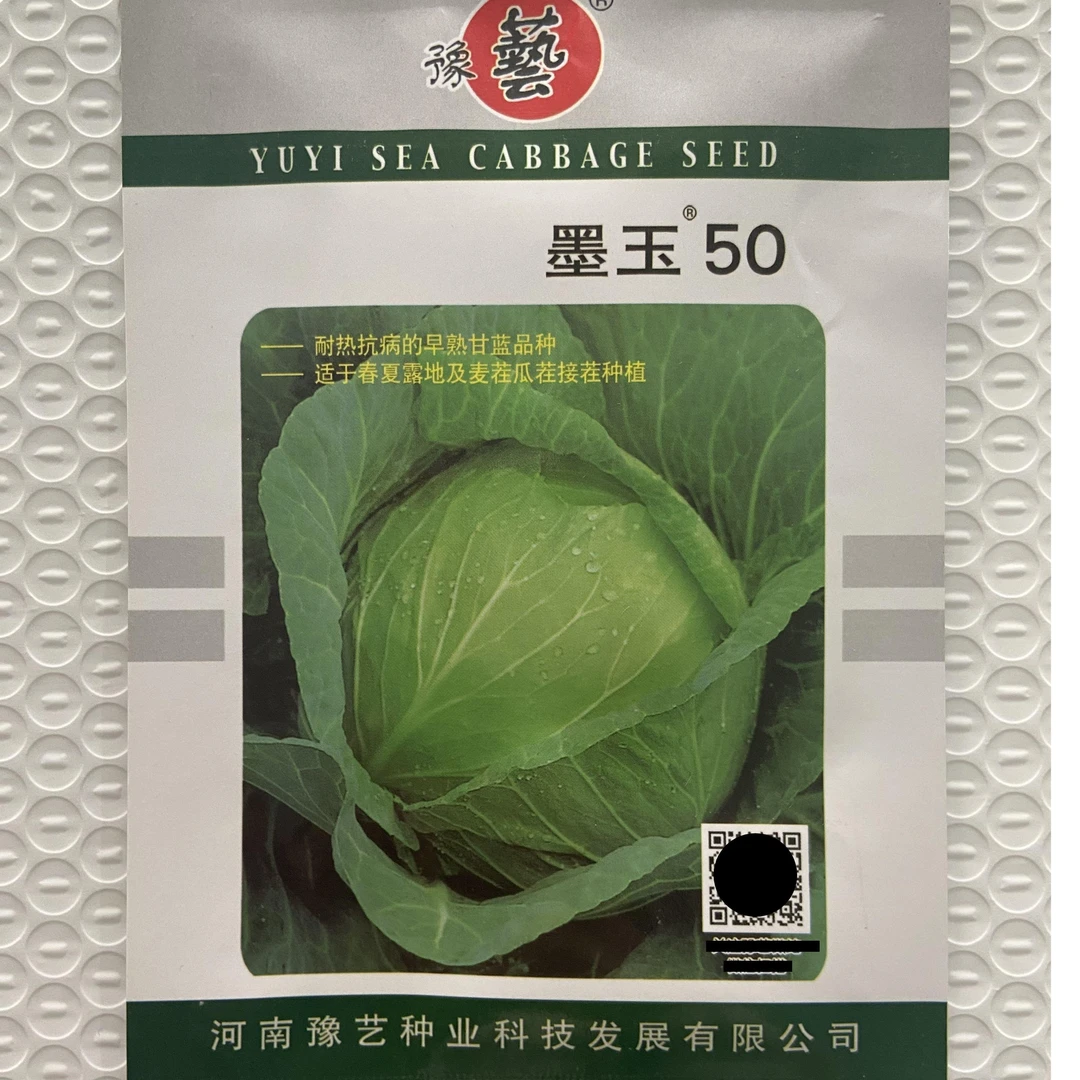 豫藝®
YUYI SEA CABBAGE SEED
墨玉®50
—— 耐热抗病的早熟甘蓝品种
—— 适于春夏露地及麦茬瓜茬接茬种植
河南豫艺种业科技发展有限公司